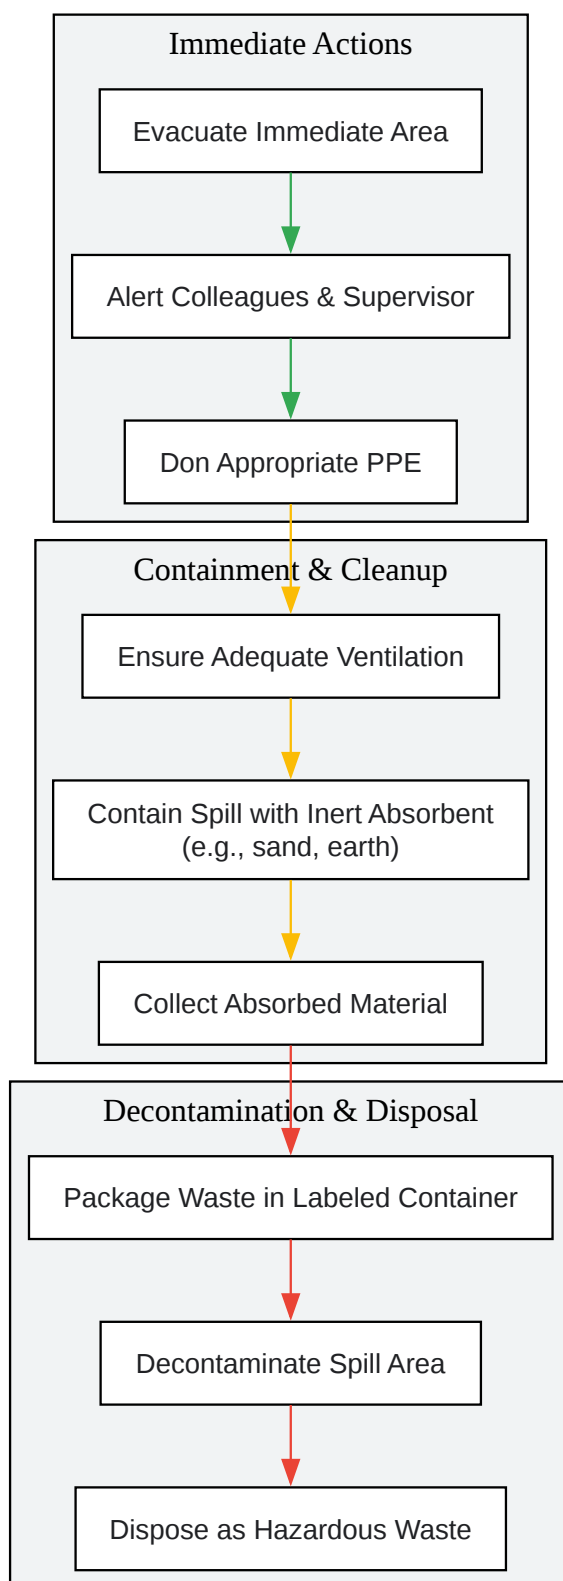 Immediate Actions
Evacuate Immediate Area
Alert Colleagues & Supervisor
Don Appropriate PPE
Containment & Cleanup
Ensure Adequate Ventilation
Contain Spill with Inert Absorbent
(e.g., sand, earth)
Collect Absorbed Material
Decontamination & Disposal
Package Waste in Labeled Container
Decontaminate Spill Area
Dispose as Hazardous Waste